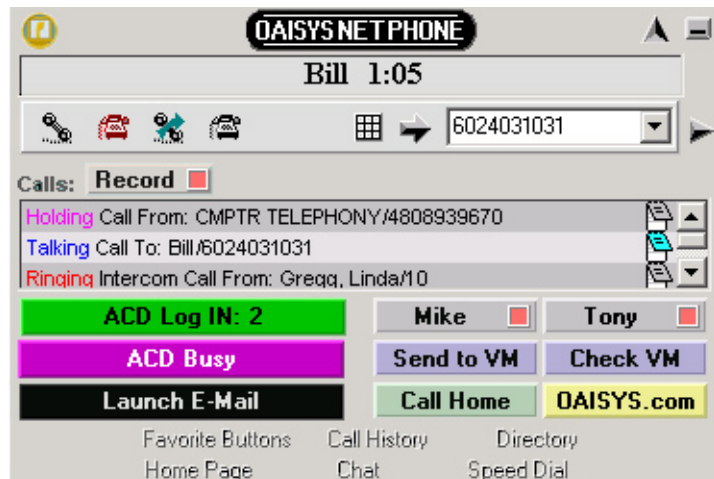 OAISYS NET PHONE
Bill 1:05
6024031031
Calls: Record
Holding Call From: CMPTR TELEPHONY/4808939670
Talking Call To: Bill/6024031031
Ringing Intercom Call From: Gregg, Linda/10
ACD Log IN: 2 Mike Tony
ACD Busy Send to VM Check VM
Launch E-Mail Call Home OAISYS.com
Favorite Buttons Call History Directory
Home Page Chat Speed Dial